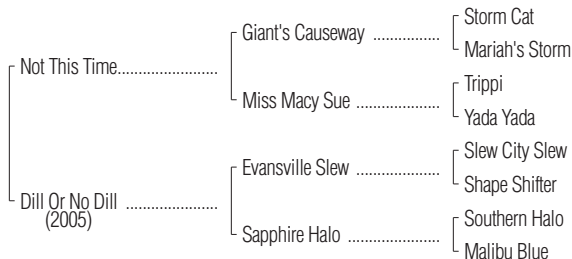 Storm Cat
Giant's Causeway ................
Mariah's Storm
Not This Time........................
Trippi
Miss Macy Sue ....................
Yada Yada
Slew City Slew
Evansville Slew ....................
Shape Shifter
Dill Or No Dill ......................
(2005)
Southern Halo
Sapphire Halo ......................
Malibu Blue